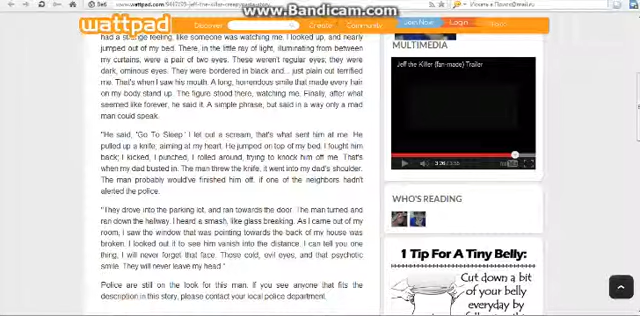 www.Bandicam.com
www.wattpad.com
wattpad
Discover
Create
Community
Join Now
Login
had a strange feeling, like someone was watching me. I looked up, and nearly
jumped out of my bed. There, in the little ray of light, illuminating from between
my curtains, were a pair of two eyes. These weren't regular eyes; they were
dark, ominous eyes. They were bordered in black and... just plain out terrified
me. That's when I saw his mouth. A long, horrendous smile that made every hair
on my body stand up. The figure stood there, watching me. Finally, after what
seemed like forever, he said it. A simple phrase, but said in a way only a mad
man could speak.
"He said, 'Go To Sleep.' I let out a scream, that's what sent him at me. He
pulled up a knife, aiming at my heart. He jumped on top of my bed. I fought him
back; I kicked, I punched, I rolled around, trying to knock him off me. That's
when my dad busted in. The man threw the knife, it went into my dad's shoulder.
The man probably would've finished him off, if one of the neighbors hadn't
alerted the police.
"They drove into the parking lot, and ran towards the door. The man turned and
ran down the hallway. I heard a smash, like glass breaking. As I came out of my
room, I saw the window that was pointing towards the back of my house was
broken. I looked out it to see him vanish into the distance. I can tell you one
thing, I will never forget that face. Those cold, evil eyes, and that psychotic
smile. They will never leave my head."
Police are still on the look for this man. If you see anyone that fits the
description in this story, please contact your local police department.
MULTIMEDIA
Jeff the Killer (fan-made) Trailer
WHO'S READING
1 Tip For A Tiny Belly:
Cut down a bit
of your belly
everyday by